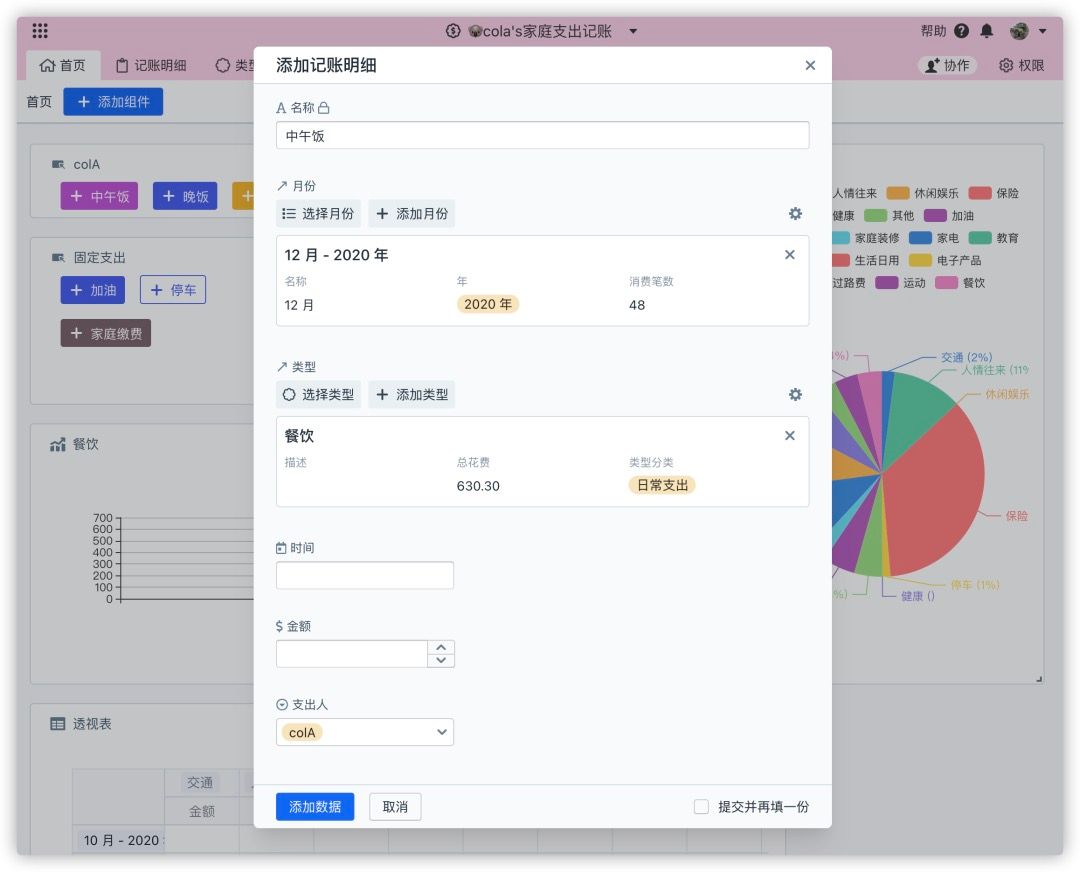 cola's家庭支出记账
帮助
首页
记账明细
类型
协作
权限
首页
添加组件
colA
中午饭
晚饭
固定支出
加油
停车
家庭缴费
餐饮
700
600
500
400
300
200
100
0
透视表
交通
金额
10 月 - 2020
添加记账明细
名称
中午饭
月份
选择月份
添加月份
12 月 - 2020 年
名称
年
消费笔数
12 月
2020 年
48
类型
选择类型
添加类型
餐饮
描述
总花费
类型分类
630.30
日常支出
时间
金额
支出人
colA
添加数据
取消
提交并再填一份
人情往来 休闲娱乐 保险
健康 其他 加油
家庭装修 家电 教育
生活日用 电子产品
过路费 运动 餐饮
4%)
交通 (2%)
人情往来 (11%
休闲娱乐
保险
停车 (1%)
健康 ()
%)